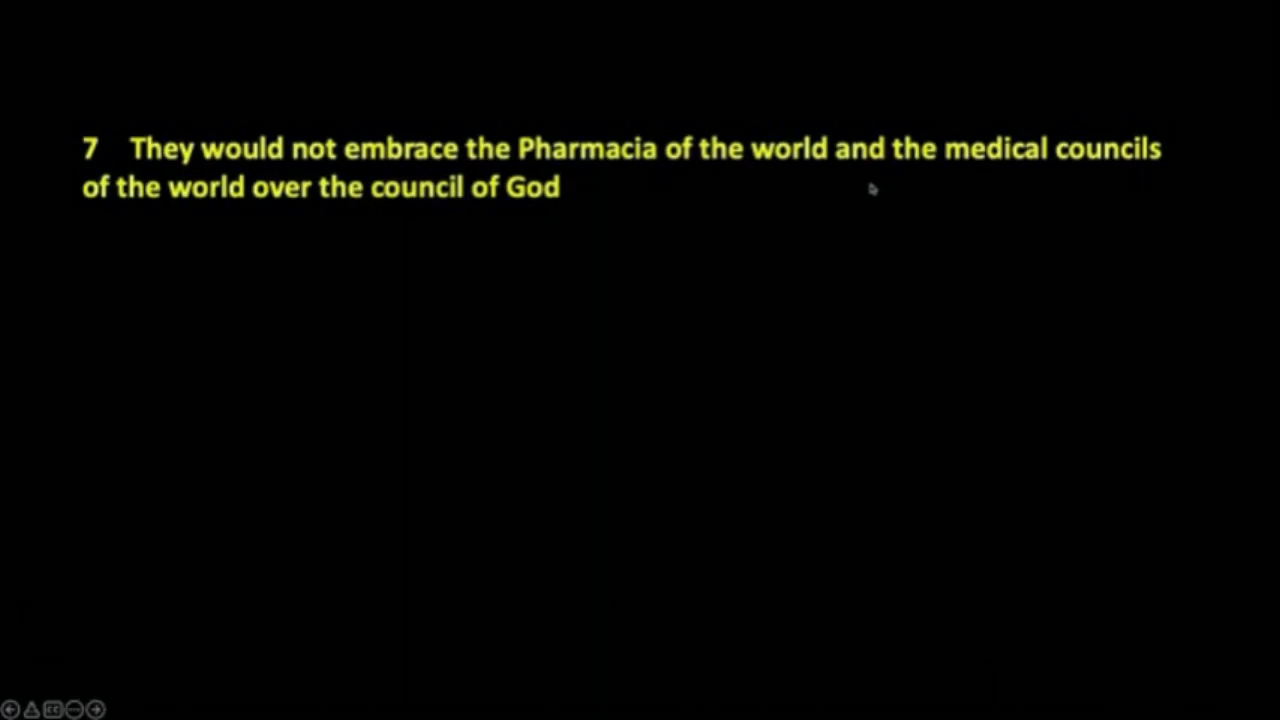 7 They would not embrace the Pharmacia of the world and the medical councils
of the world over the council of God